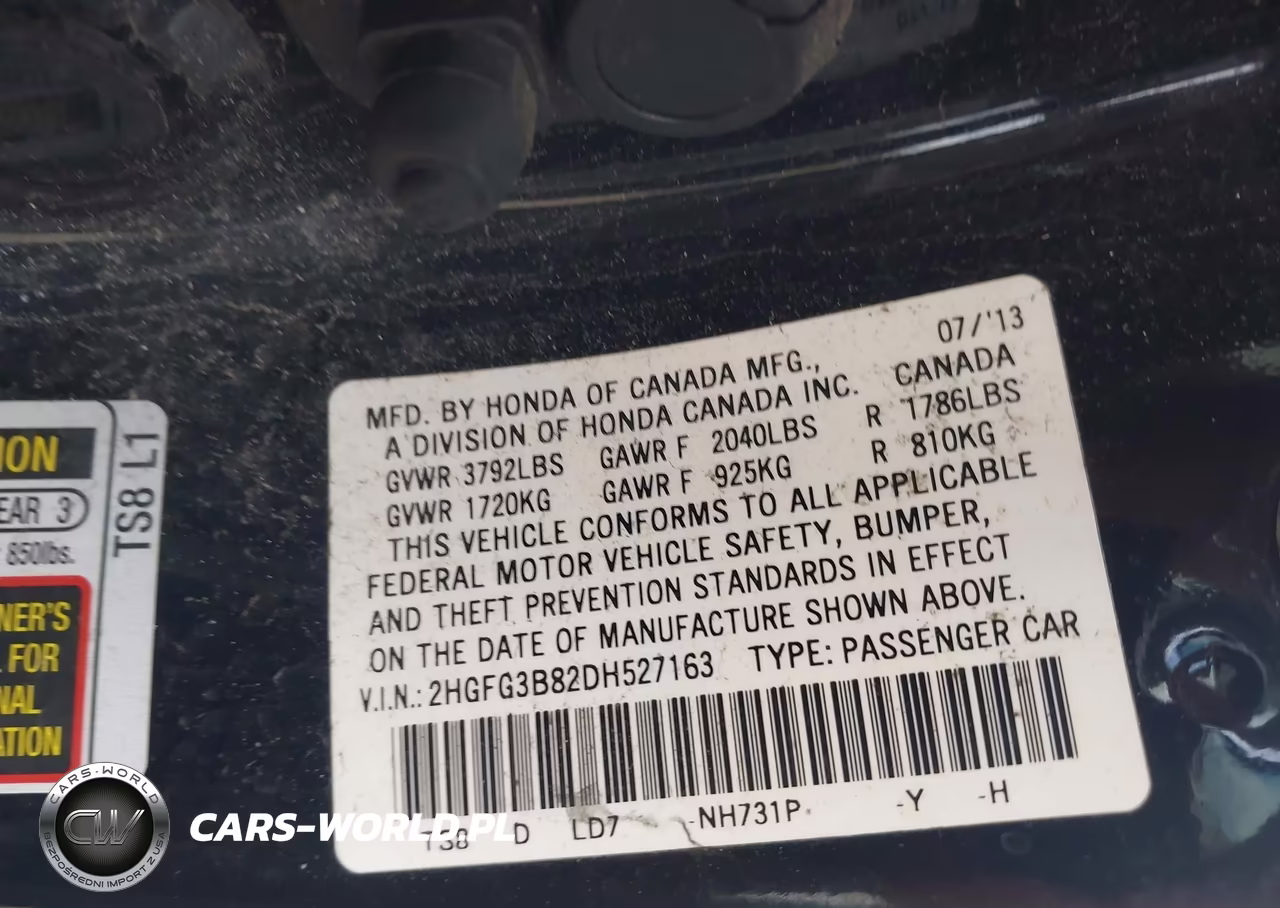 07/'13
MFD. BY HONDA OF CANADA MFG.,
A DIVISION OF HONDA CANADA INC. CANADA
GVWR 3792LBS GAWR F 2040LBS R 1786LBS
GVWR 1720KG GAWR F 925KG R 810KG
THIS VEHICLE CONFORMS TO ALL APPLICABLE
FEDERAL MOTOR VEHICLE SAFETY, BUMPER,
AND THEFT PREVENTION STANDARDS IN EFFECT
ON THE DATE OF MANUFACTURE SHOWN ABOVE.
V.I.N.: 2HGFG3B82DH527163 TYPE: PASSENGER CAR
TS8 D LD7 -NH731P -Y -H
ION
EAR 3
850lbs.
NER'S
L FOR
NAL
ATION
TS8 L1
CARS-WORLD
CW
BEZPOŚREDNI IMPORT Z USA
CARS-WORLD.PL